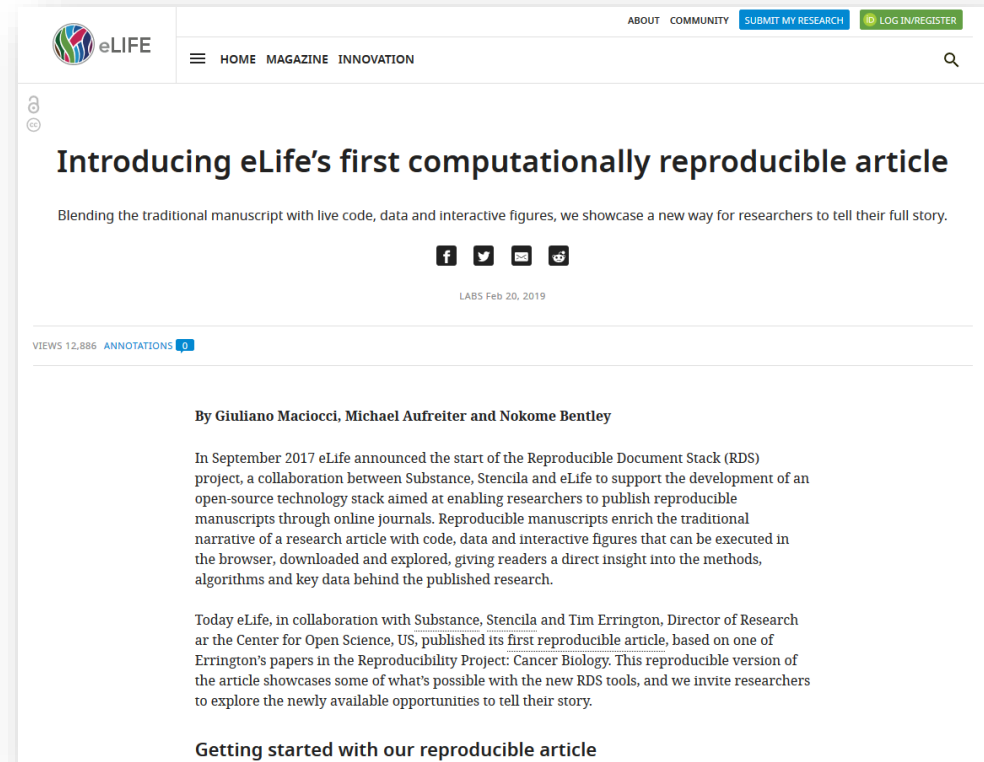 ABOUT COMMUNITY SUBMIT MY RESEARCH iD LOG IN/REGISTER
eLIFE
HOME MAGAZINE INNOVATION
cc
Introducing eLife's first computationally reproducible article
Blending the traditional manuscript with live code, data and interactive figures, we showcase a new way for researchers to tell their full story.
LABS Feb 20, 2019
VIEWS 12,886 ANNOTATIONS 0
By Giuliano Maciocci, Michael Aufreiter and Nokome Bentley
In September 2017 eLife announced the start of the Reproducible Document Stack (RDS)
project, a collaboration between Substance, Stencila and eLife to support the development of an
open-source technology stack aimed at enabling researchers to publish reproducible
manuscripts through online journals. Reproducible manuscripts enrich the traditional
narrative of a research article with code, data and interactive figures that can be executed in
the browser, downloaded and explored, giving readers a direct insight into the methods,
algorithms and key data behind the published research.
Today eLife, in collaboration with Substance, Stencila and Tim Errington, Director of Research
ar the Center for Open Science, US, published its first reproducible article, based on one of
Errington's papers in the Reproducibility Project: Cancer Biology. This reproducible version of
the article showcases some of what's possible with the new RDS tools, and we invite researchers
to explore the newly available opportunities to tell their story.
Getting started with our reproducible article